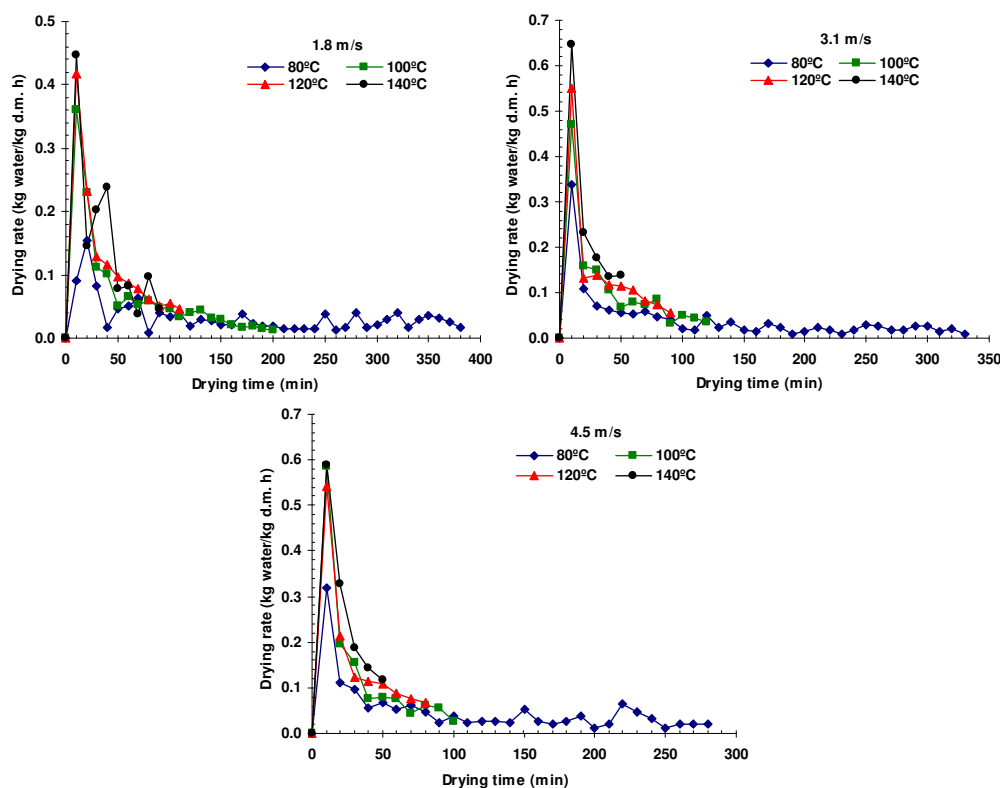 1.8 m/s
80ºC 100ºC
120ºC 140ºC
Drying rate (kg water/kg d.m. h)
0.5
0.4
0.3
0.2
0.1
0.0
0 50 100 150 200 250 300 350 400
Drying time (min)
3.1 m/s
80ºC 100ºC
120ºC 140ºC
Drying rate (kg water/kg d.m. h)
0.7
0.6
0.5
0.4
0.3
0.2
0.1
0.0
0 50 100 150 200 250 300 350
Drying time (min)
4.5 m/s
80ºC 100ºC
120ºC 140ºC
Drying rate (kg water/kg d.m. h)
0.7
0.6
0.5
0.4
0.3
0.2
0.1
0.0
0 50 100 150 200 250 300
Drying time (min)